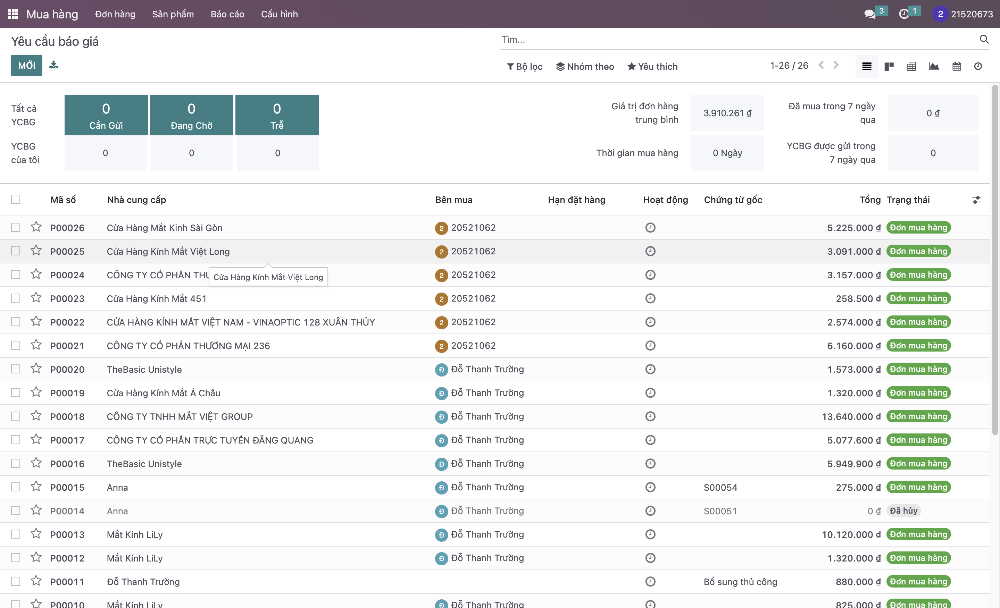 Mua hàng Đơn hàng Sản phẩm Báo cáo Cấu hình 3 1 2 21520673
Yêu cầu báo giá
Tìm...
MỚI
Bộ lọc Nhóm theo Yêu thích 1-26 / 26
Tất cả YCBG
0 Cần Gửi
0 Đang Chờ
0 Trễ
YCBG của tôi
0 0 0
Giá trị đơn hàng trung bình 3.910.261 ₫
Đã mua trong 7 ngày qua 0 ₫
Thời gian mua hàng 0 Ngày
YCBG được gửi trong 7 ngày qua 0
Mã số Nhà cung cấp Bên mua Hạn đặt hàng Hoạt động Chứng từ gốc Tổng Trạng thái
P00026 Cửa Hàng Mắt Kinh Sài Gòn 2 20521062 5.225.000 ₫ Đơn mua hàng
P00025 Cửa Hàng Kính Mắt Việt Long 2 20521062 3.091.000 ₫ Đơn mua hàng
P00024 CÔNG TY CỔ PHẦN 2 20521062 3.157.000 ₫ Đơn mua hàng
Cửa Hàng Kính Mắt Việt Long
P00023 Cửa Hàng Kính Mắt 451 2 20521062 258.500 ₫ Đơn mua hàng
P00022 CỬA HÀNG KÍNH MẮT VIỆT NAM - VINAOPTIC 128 XUÂN THỦY 2 20521062 2.574.000 ₫ Đơn mua hàng
P00021 CÔNG TY CỔ PHẦN THƯƠNG MẠI 236 2 20521062 6.160.000 ₫ Đơn mua hàng
P00020 TheBasic Unistyle Đ Đỗ Thanh Trường 1.573.000 ₫ Đơn mua hàng
P00019 Cửa Hàng Kính Mắt Á Châu Đ Đỗ Thanh Trường 1.320.000 ₫ Đơn mua hàng
P00018 CÔNG TY TNHH MẮT VIỆT GROUP Đ Đỗ Thanh Trường 13.640.000 ₫ Đơn mua hàng
P00017 CÔNG TY CỔ PHẦN TRỰC TUYẾN ĐĂNG QUANG Đ Đỗ Thanh Trường 5.077.600 ₫ Đơn mua hàng
P00016 TheBasic Unistyle Đ Đỗ Thanh Trường 5.949.900 ₫ Đơn mua hàng
P00015 Anna Đ Đỗ Thanh Trường S00054 275.000 ₫ Đơn mua hàng
P00014 Anna Đ Đỗ Thanh Trường S00051 0 ₫ Đã hủy
P00013 Mắt Kính LiLy Đ Đỗ Thanh Trường 10.120.000 ₫ Đơn mua hàng
P00012 Mắt Kính LiLy Đ Đỗ Thanh Trường 1.320.000 ₫ Đơn mua hàng
P00011 Đỗ Thanh Trường Bổ sung thủ công 880.000 ₫ Đơn mua hàng
P00010 Mắt Kính LiLy Đ Đỗ Thanh Trường 825.000 ₫ Đơn mua hàng